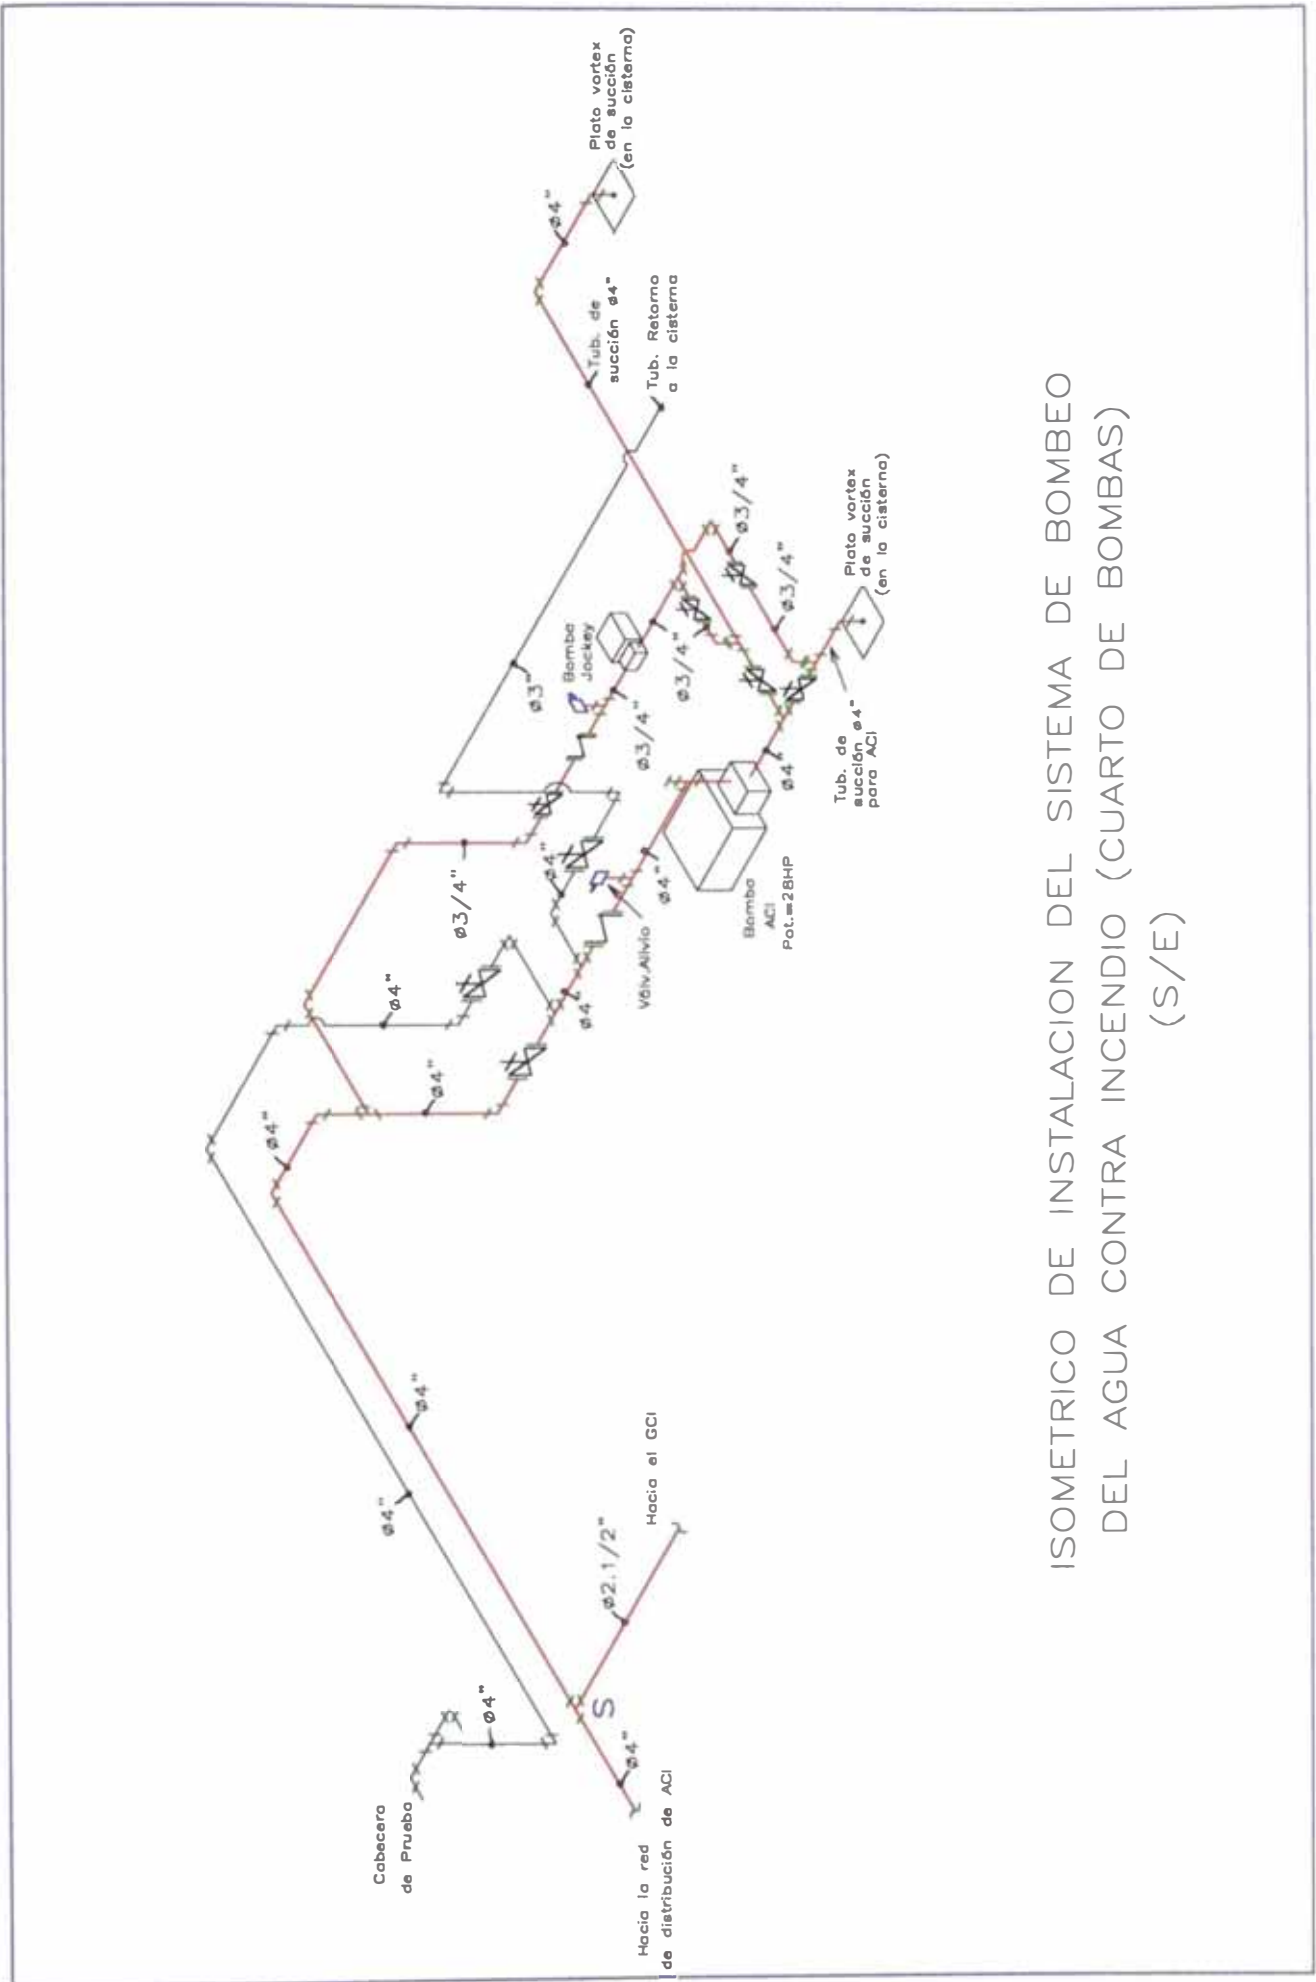 Cabecera
de Prueba
ø4"
Hacia la red
de distribución de ACI
ø4"
S
ø2.1/2"
Hacia el GCI
ø4"
ø4"
ø4"
ø4"
ø4"
ø3/4"
ø4
ø4"
Válv.Alivio
ø4"
Bomba
ACI
Pot.=28HP
ø4
ø3"
Bomba
Jockey
ø3/4"
ø3/4"
ø3/4"
ø3/4"
Tub. de
succión ø4"
para ACI
Plato vortex
de succión
(en la cisterna)
Tub. Retorno
a la cisterna
Tub. de
succión ø4"
ø4"
Plato vortex
de succión
(en la cisterna)
ISOMETRICO DE INSTALACION DEL SISTEMA DE BOMBEO
DEL AGUA CONTRA INCENDIO (CUARTO DE BOMBAS)
(S/E)